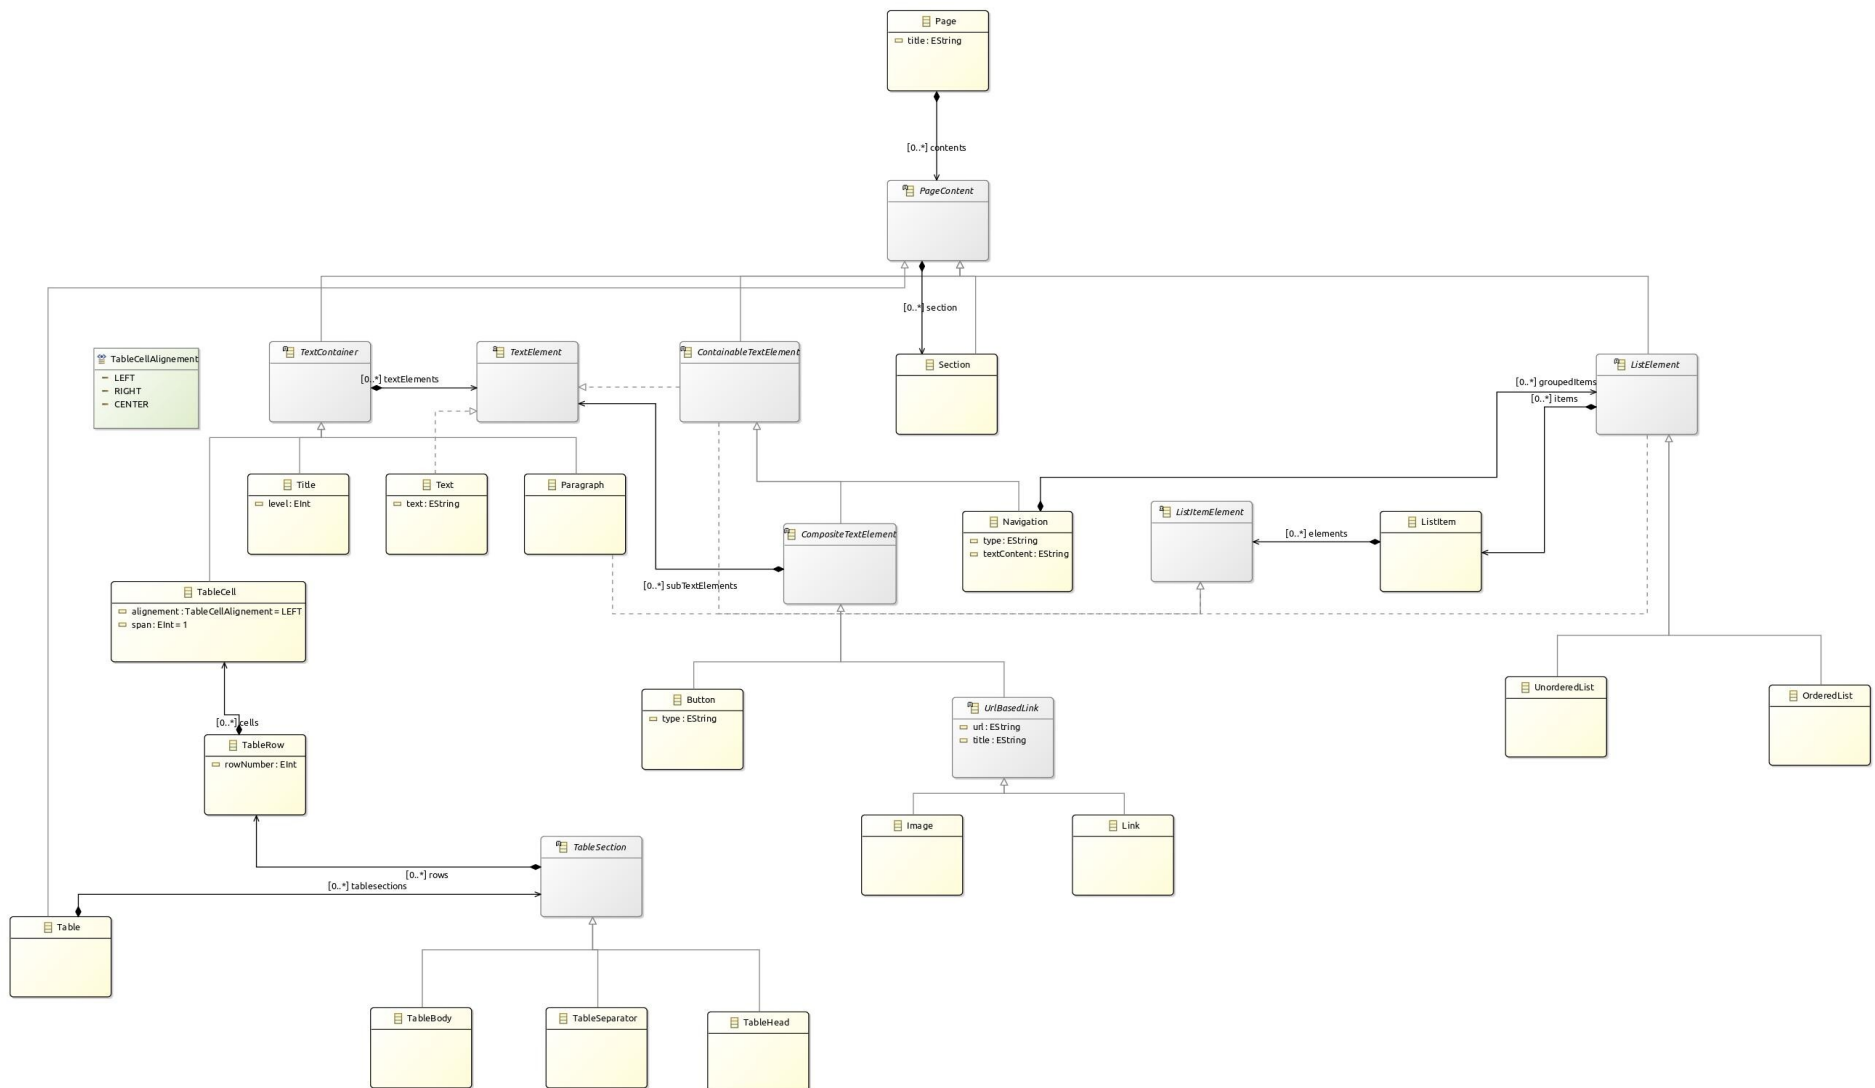 Page
title : EString
[0..*] contents
PageContent
[0..*] section
TableCellAlignement
LEFT
RIGHT
CENTER
TextContainer
[0..*] textElements
TextElement
ContainableTextElement
Section
ListElement
[0..*] groupedItems
[0..*] items
Title
level : EInt
Text
text : EString
Paragraph
CompositeTextElement
[0..*] subTextElements
Navigation
type : EString
textContent : EString
ListItemElement
[0..*] elements
ListItem
TableCell
alignement : TableCellAlignement = LEFT
span : EInt = 1
[0..*] cells
TableRow
rowNumber : EInt
Button
type : EString
UrlBasedLink
url : EString
title : EString
UnorderedList
OrderedList
Image
Link
TableSection
[0..*] rows
[0..*] tablesections
Table
TableBody
TableSeparator
TableHead